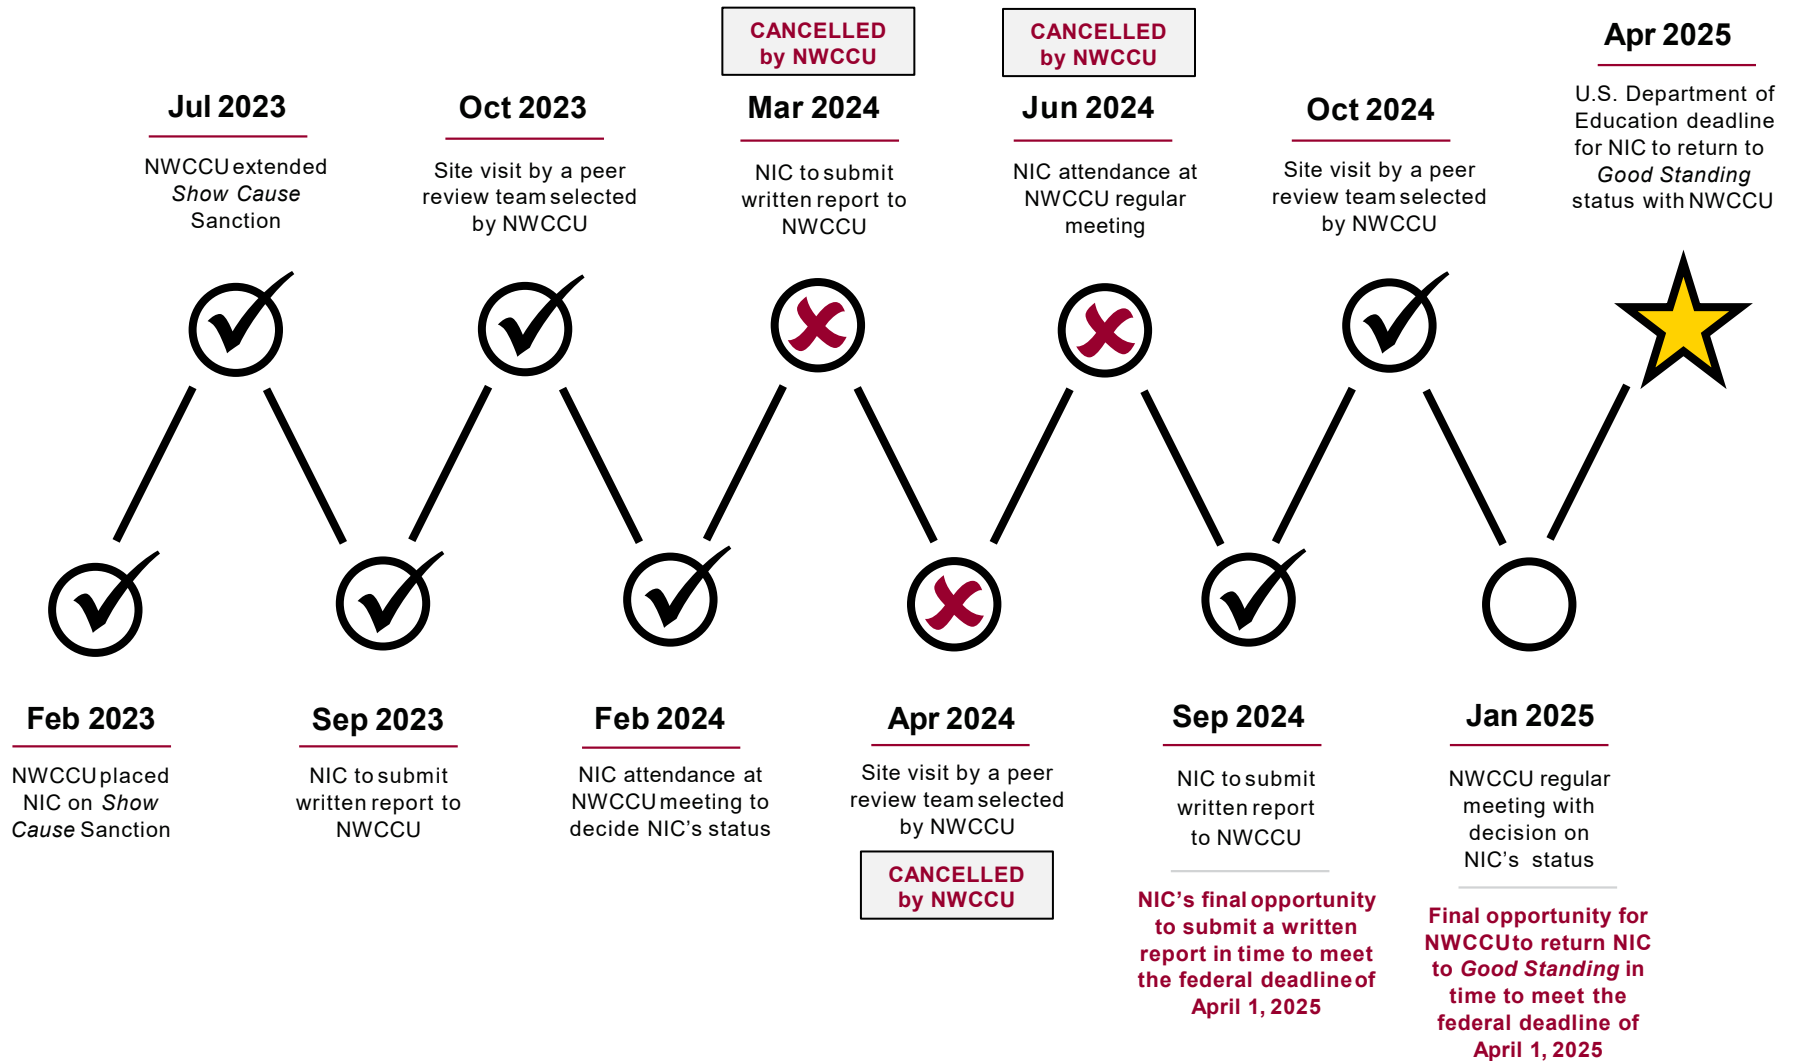 CANCELLED
by NWCCU
CANCELLED
by NWCCU
Jul 2023
NWCCU extended
Show Cause
Sanction
Oct 2023
Site visit by a peer
review team selected
by NWCCU
Mar 2024
NIC to submit
written report to
NWCCU
Jun 2024
NIC attendance at
NWCCU regular
meeting
Oct 2024
Site visit by a peer
review team selected
by NWCCU
Apr 2025
U.S. Department of
Education deadline
for NIC to return to
Good Standing
status with NWCCU
Feb 2023
NWCCU placed
NIC on Show
Cause Sanction
Sep 2023
NIC to submit
written report to
NWCCU
Feb 2024
NIC attendance at
NWCCU meeting to
decide NIC's status
Apr 2024
Site visit by a peer
review team selected
by NWCCU
CANCELLED
by NWCCU
Sep 2024
NIC to submit
written report
to NWCCU
NIC's final opportunity
to submit a written
report in time to meet
the federal deadline of
April 1, 2025
Jan 2025
NWCCU regular
meeting with
decision on
NIC's status
Final opportunity for
NWCCU to return NIC
to Good Standing in
time to meet the
federal deadline of
April 1, 2025